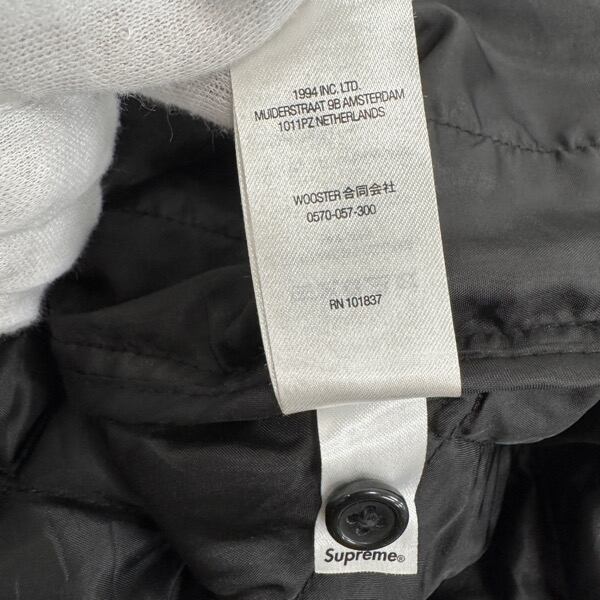 1994 INC. LTD.
MUIDERSTRAAT 9B AMSTERDAM
1011PZ NETHERLANDS
WOOSTER 合同会社
0570-057-300
RN 101837
Supreme®